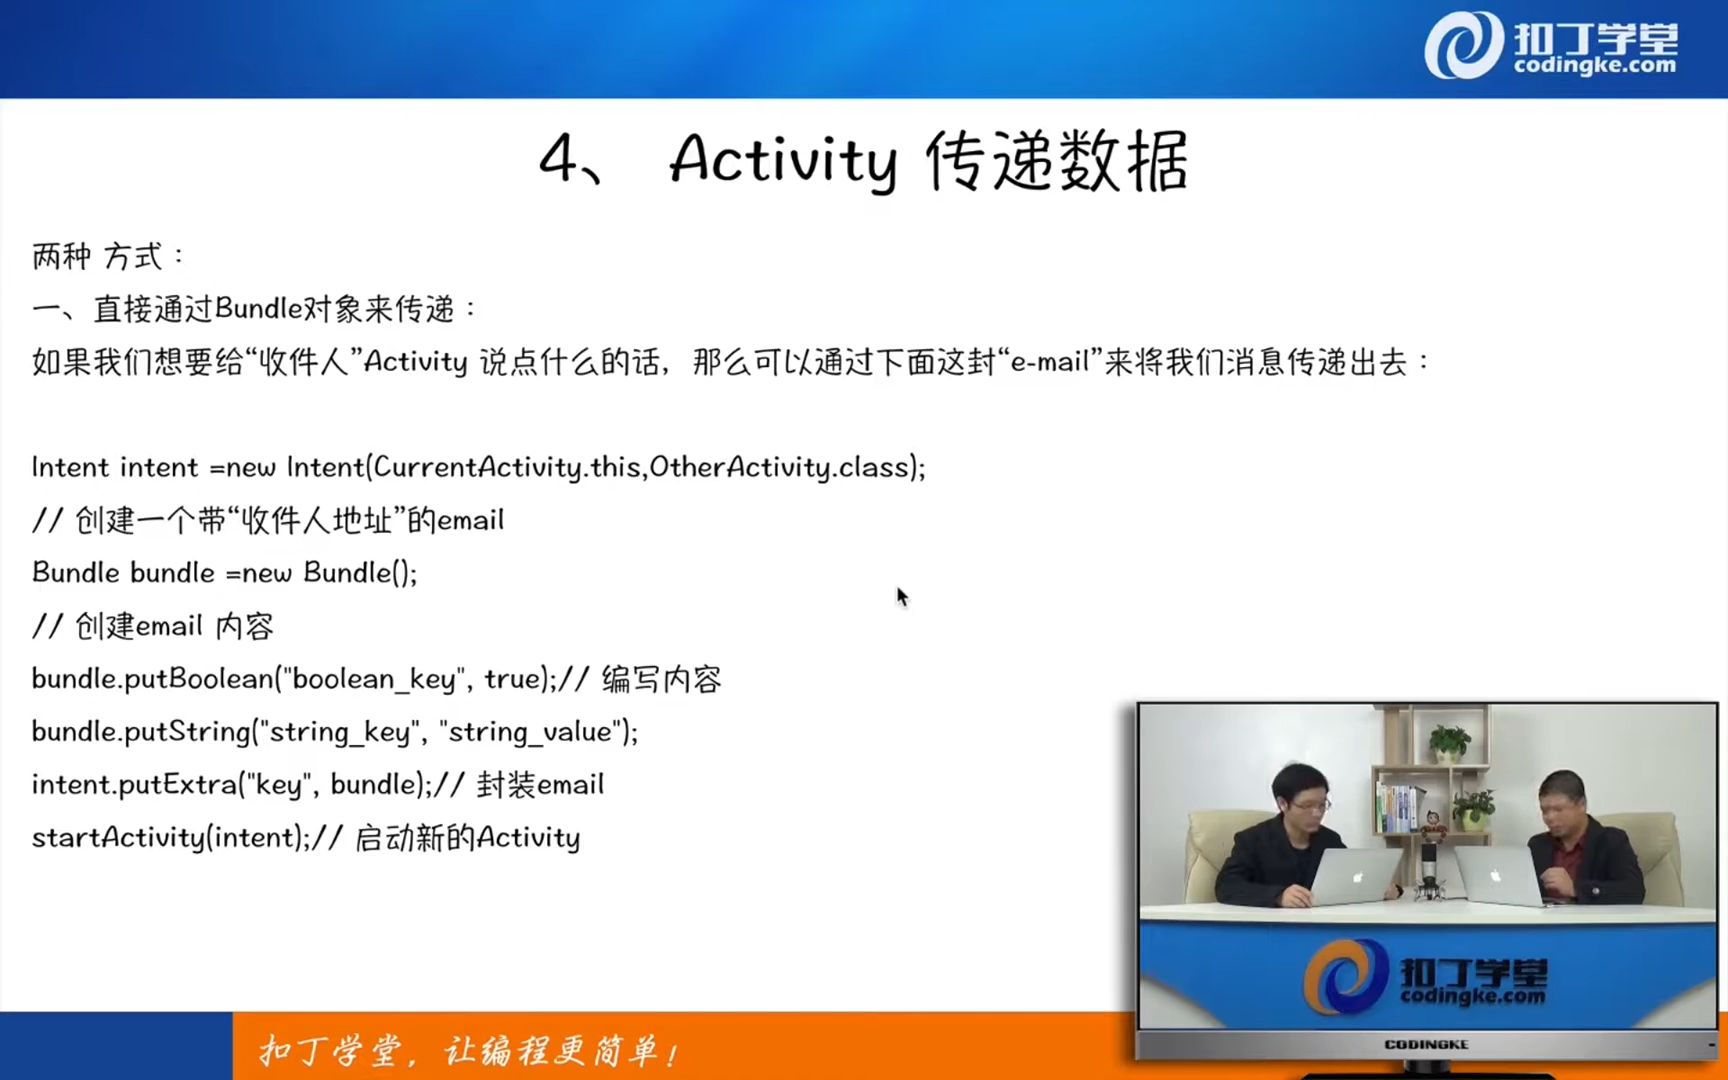 扣丁学堂
codingke.com
4、 Activity 传递数据
两种 方式：
一、直接通过Bundle对象来传递：
如果我们想要给“收件人”Activity 说点什么的话，那么可以通过下面这封“e-mail”来将我们消息传递出去：
Intent intent =new Intent(CurrentActivity.this,OtherActivity.class);
// 创建一个带“收件人地址”的email
Bundle bundle =new Bundle();
// 创建email 内容
bundle.putBoolean("boolean_key", true);// 编写内容
bundle.putString("string_key", "string_value");
intent.putExtra("key", bundle);// 封装email
startActivity(intent);// 启动新的Activity
扣丁学堂
codingke.com
CODINGKE
扣丁学堂，让编程更简单！